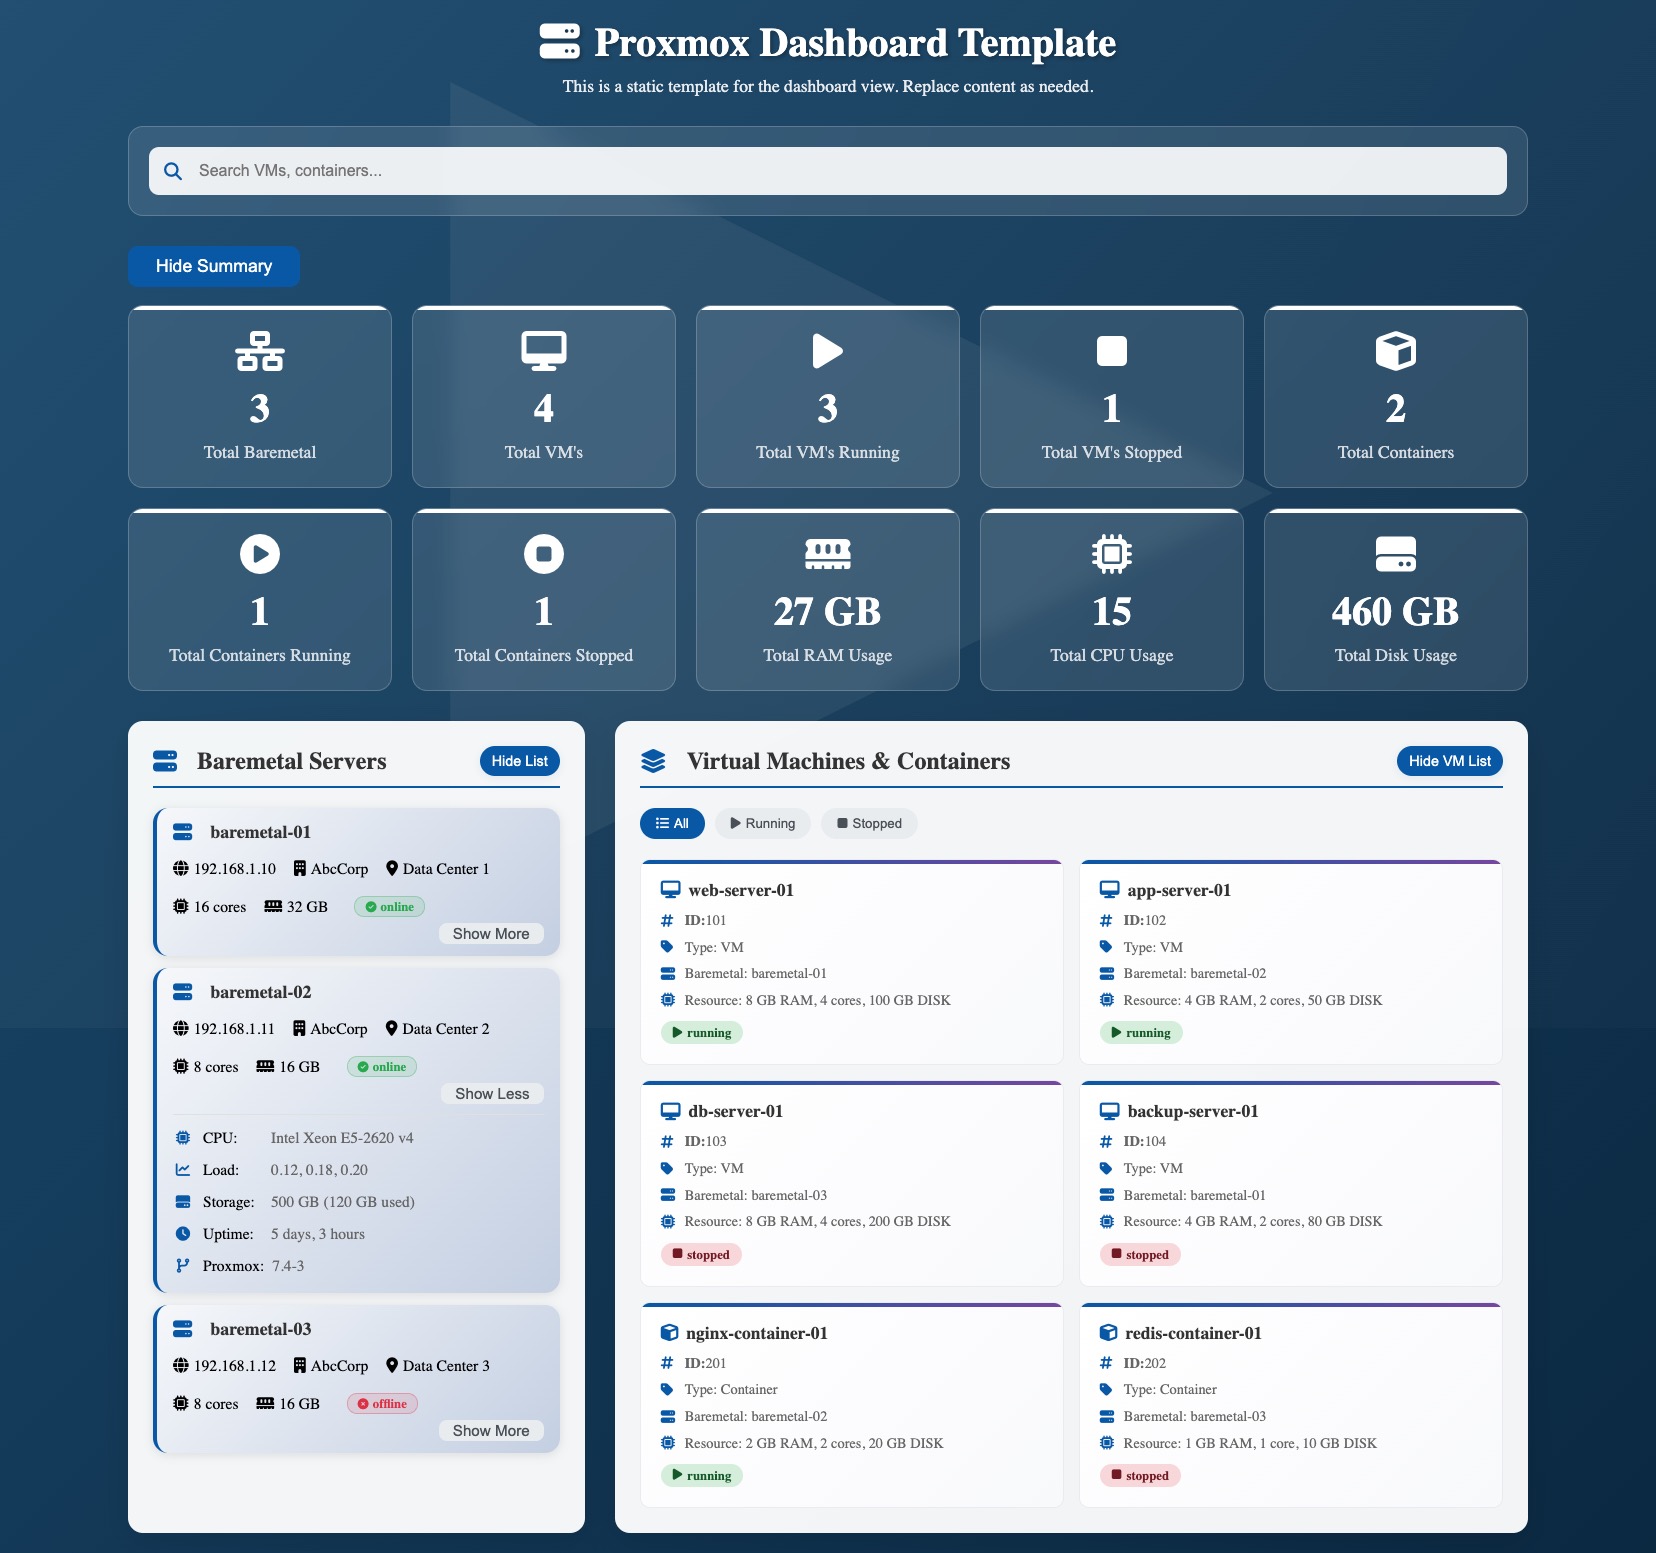 Proxmox Dashboard Template
This is a static template for the dashboard view. Replace content as needed.
Search VMs, containers...
Hide Summary
3
Total Baremetal
4
Total VM's
3
Total VM's Running
1
Total VM's Stopped
2
Total Containers
1
Total Containers Running
1
Total Containers Stopped
27 GB
Total RAM Usage
15
Total CPU Usage
460 GB
Total Disk Usage
Baremetal Servers
Hide List
baremetal-01
192.168.1.10 AbcCorp Data Center 1
16 cores 32 GB online
Show More
baremetal-02
192.168.1.11 AbcCorp Data Center 2
8 cores 16 GB online
Show Less
CPU: Intel Xeon E5-2620 v4
Load: 0.12, 0.18, 0.20
Storage: 500 GB (120 GB used)
Uptime: 5 days, 3 hours
Proxmox: 7.4-3
baremetal-03
192.168.1.12 AbcCorp Data Center 3
8 cores 16 GB offline
Show More
Virtual Machines & Containers
Hide VM List
All Running Stopped
web-server-01
ID:101
Type: VM
Baremetal: baremetal-01
Resource: 8 GB RAM, 4 cores, 100 GB DISK
running
app-server-01
ID:102
Type: VM
Baremetal: baremetal-02
Resource: 4 GB RAM, 2 cores, 50 GB DISK
running
db-server-01
ID:103
Type: VM
Baremetal: baremetal-03
Resource: 8 GB RAM, 4 cores, 200 GB DISK
stopped
backup-server-01
ID:104
Type: VM
Baremetal: baremetal-01
Resource: 4 GB RAM, 2 cores, 80 GB DISK
stopped
nginx-container-01
ID:201
Type: Container
Baremetal: baremetal-02
Resource: 2 GB RAM, 2 cores, 20 GB DISK
running
redis-container-01
ID:202
Type: Container
Baremetal: baremetal-03
Resource: 1 GB RAM, 1 core, 10 GB DISK
stopped